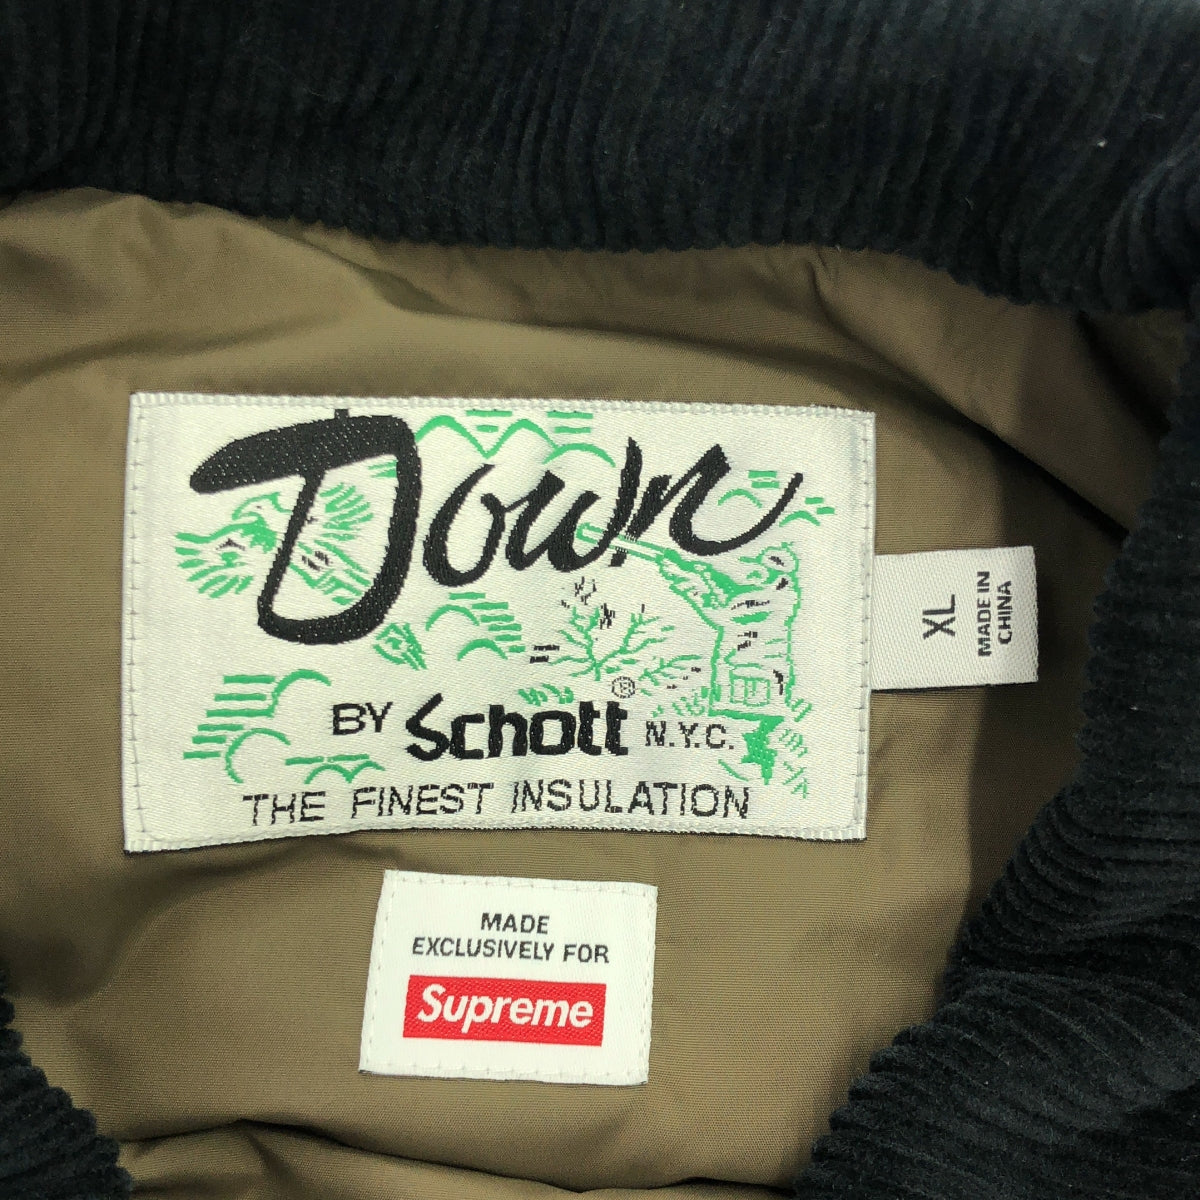 Down
BY Schott® N.Y.C.
THE FINEST INSULATION
XL
MADE IN
CHINA
MADE
EXCLUSIVELY FOR
Supreme